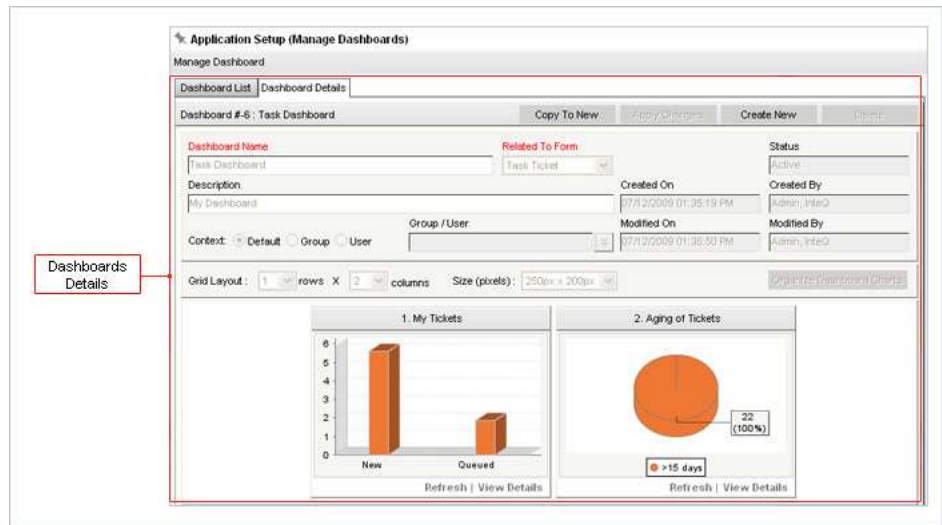 Application Setup (Manage Dashboards)
Manage Dashboard
Dashboard List Dashboard Details
Dashboard #-6 : Task Dashboard Copy To New Apply Changes Create New Delete
Dashboard Name Related To Form Status
Task Dashboard Task Ticket Active
Description Created On Created By
My Dashboard 07/12/2009 01:35:19 PM Admin, InteQ
Group / User Modified On Modified By
Context: Default Group User 07/12/2009 01:35:50 PM Admin, InteQ
Dashboards
Details
Grid Layout : 1 rows X 2 columns Size (pixels) : 250px x 200px Organize Dashboard Charts
1. My Tickets
6
5
4
3
2
1
0
New Queued
Refresh | View Details
2. Aging of Tickets
22
(100%)
>15 days
Refresh | View Details